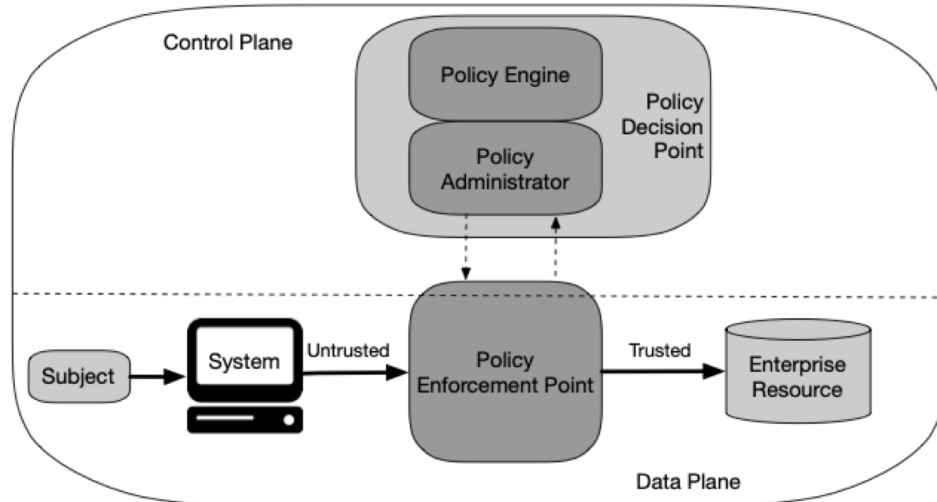 Control Plane
Policy Engine
Policy
Decision
Point
Policy
Administrator
Subject
System
Untrusted
Policy
Enforcement Point
Trusted
Enterprise
Resource
Data Plane